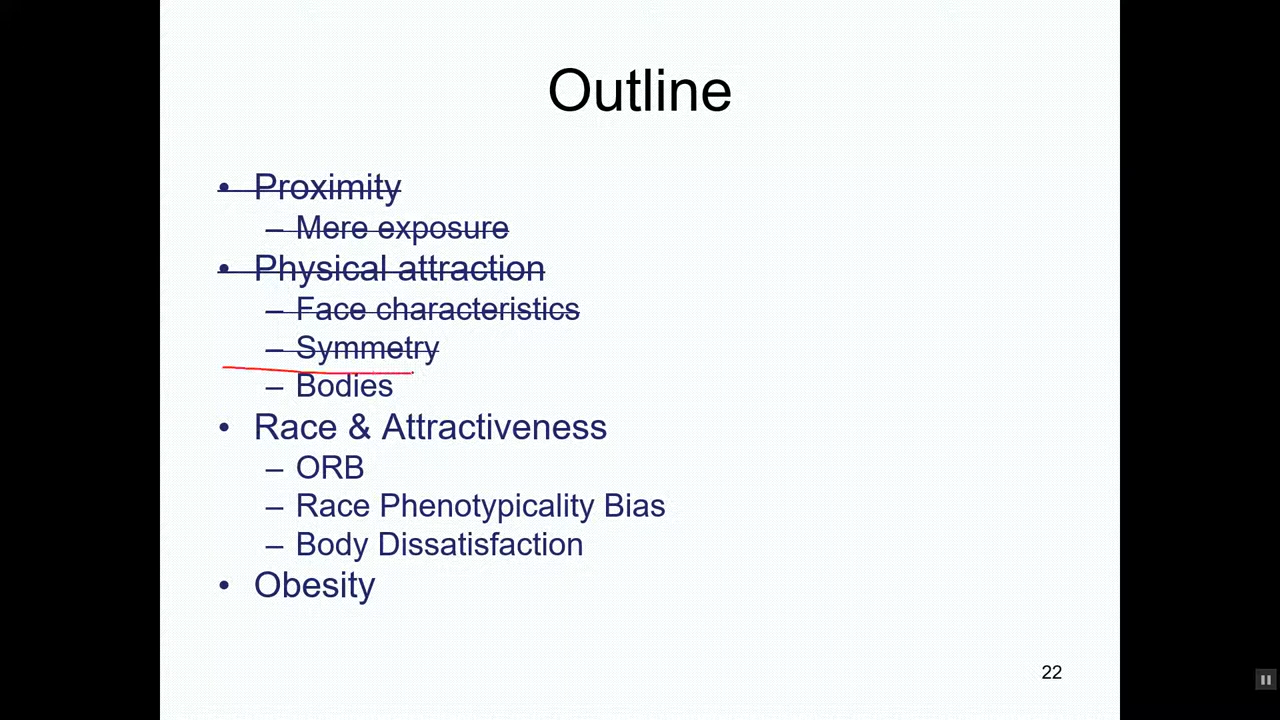 Outline
• Proximity
– Mere exposure
• Physical attraction
– Face characteristics
– Symmetry
– Bodies
• Race & Attractiveness
– ORB
– Race Phenotypicality Bias
– Body Dissatisfaction
• Obesity
22